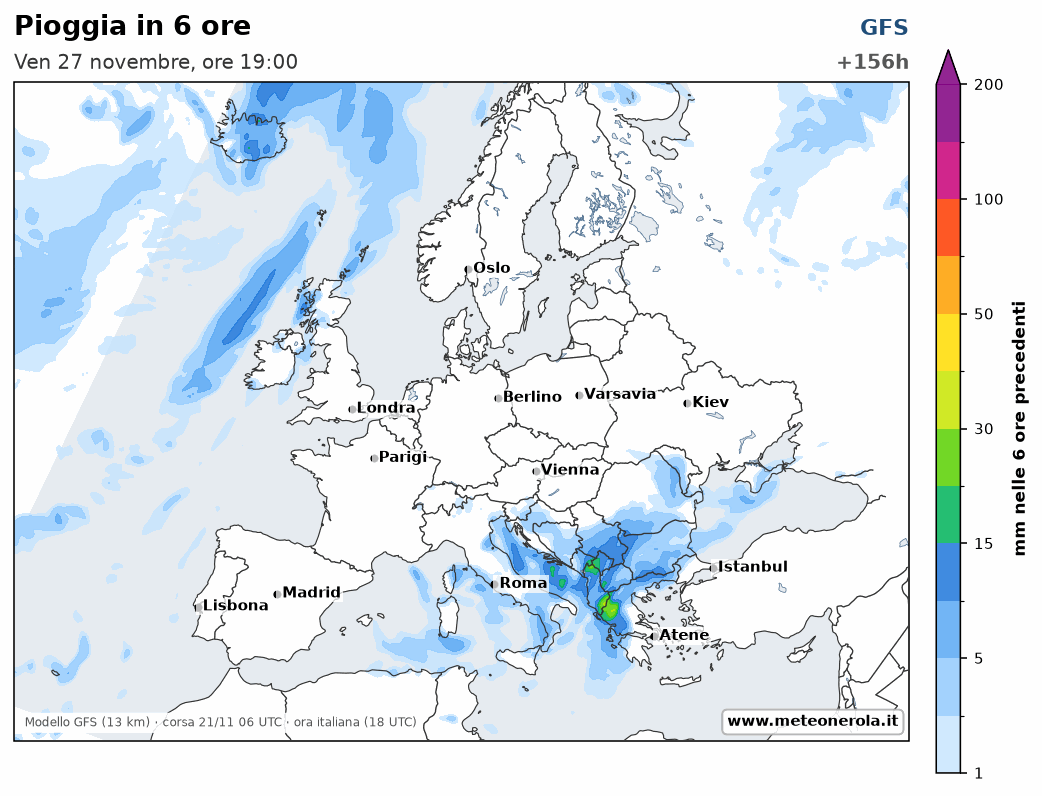 Pioggia in 6 ore
GFS
Ven 27 novembre, ore 19:00
+156h
200
100
50
30
15
5
1
mm nelle 6 ore precedenti
Oslo
Berlino
Varsavia
Kiev
Londra
Parigi
Vienna
Istanbul
Roma
Madrid
Lisbona
Atene
Modello GFS (13 km) · corsa 21/11 06 UTC · ora italiana (18 UTC)
www.meteonerola.it